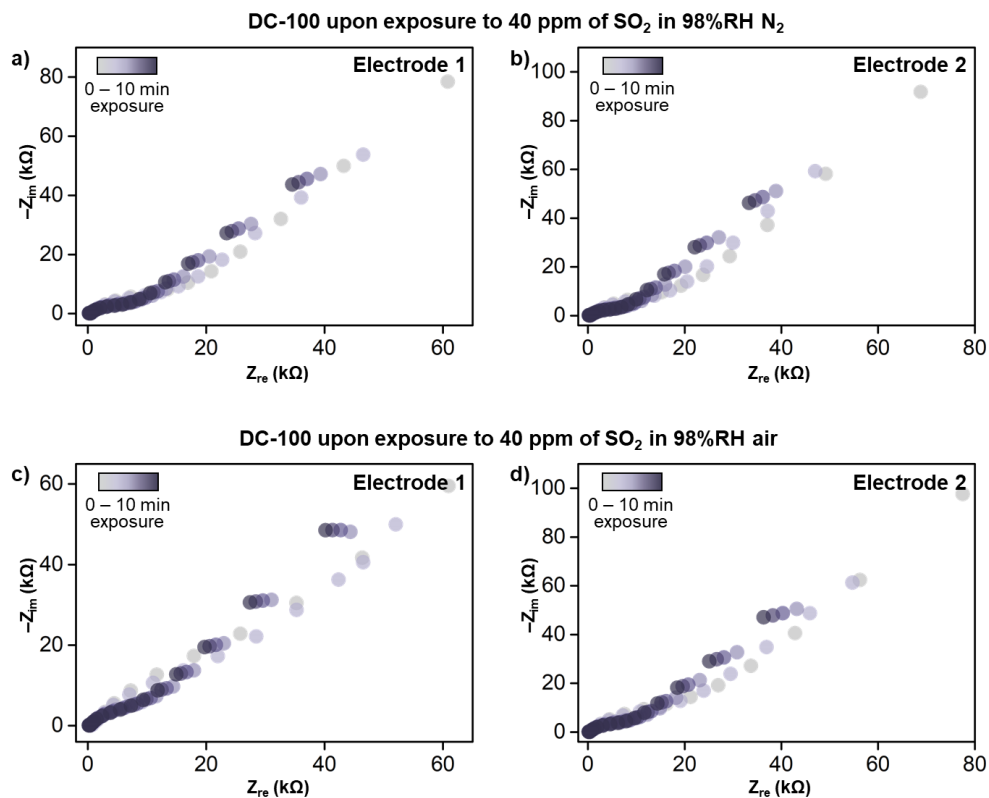 DC-100 upon exposure to 40 ppm of SO₂ in 98%RH N₂
a)
0 – 10 min
exposure
Electrode 1
80
60
40
20
0
–Zim (kΩ)
0 20 40 60
Zre (kΩ)
b)
0 – 10 min
exposure
Electrode 2
100
80
60
40
20
0
–Zim (kΩ)
0 20 40 60 80
Zre (kΩ)
DC-100 upon exposure to 40 ppm of SO₂ in 98%RH air
c)
0 – 10 min
exposure
Electrode 1
60
40
20
0
–Zim (kΩ)
0 20 40 60
Zre (kΩ)
d)
0 – 10 min
exposure
Electrode 2
100
80
60
40
20
0
–Zim (kΩ)
0 20 40 60 80
Zre (kΩ)